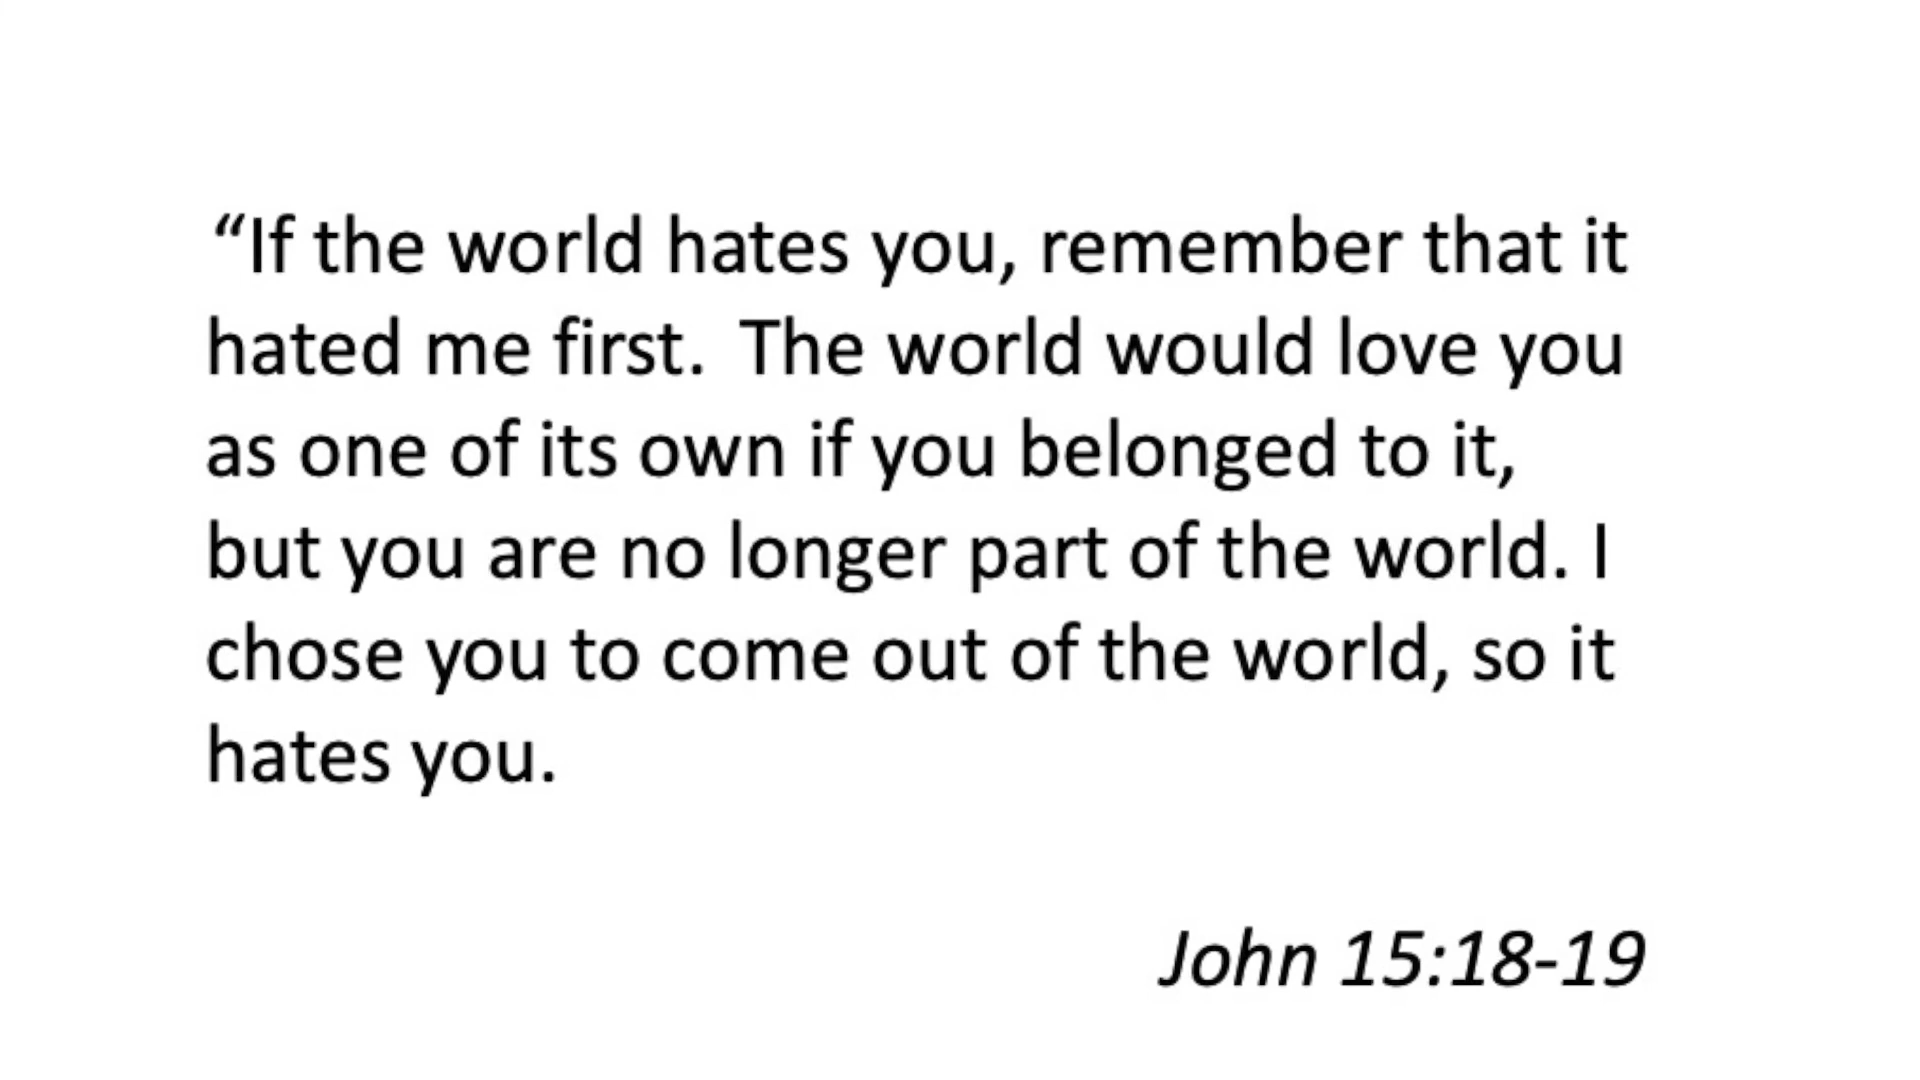 “If the world hates you, remember that it
hated me first.  The world would love you
as one of its own if you belonged to it,
but you are no longer part of the world. I
chose you to come out of the world, so it
hates you.
John 15:18-19